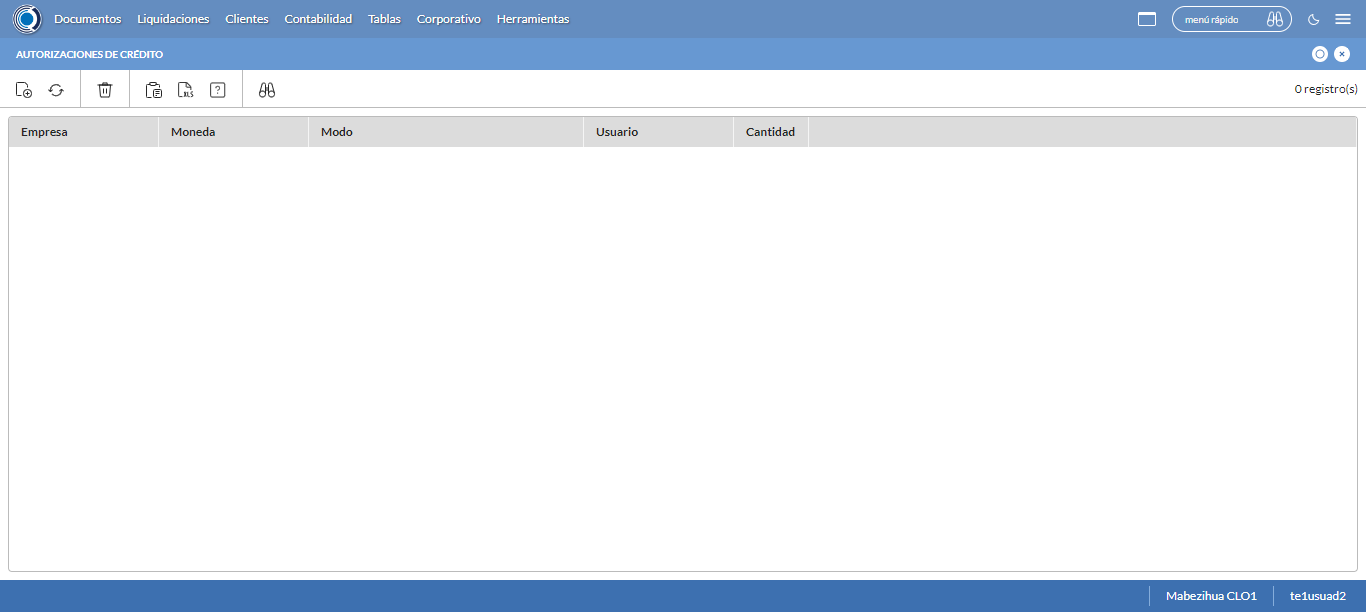 Documentos Liquidaciones Clientes Contabilidad Tablas Corporativo Herramientas menú rápido
AUTORIZACIONES DE CRÉDITO
XLS ? 0 registro(s)
Empresa Moneda Modo Usuario Cantidad
Mabezihua CLO1 te1usuad2